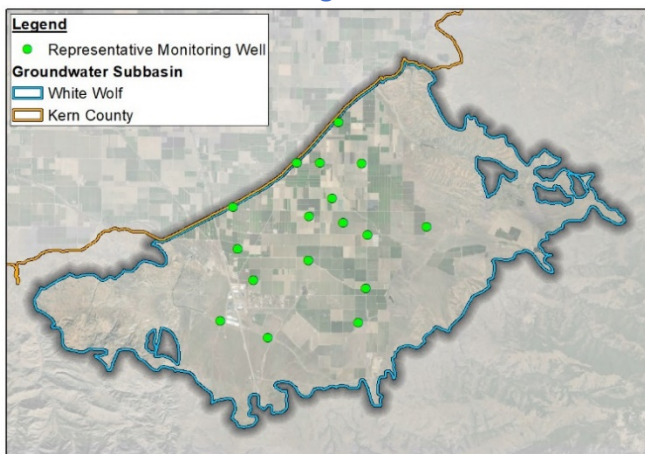 Legend
Representative Monitoring Well
Groundwater Subbasin
White Wolf
Kern County